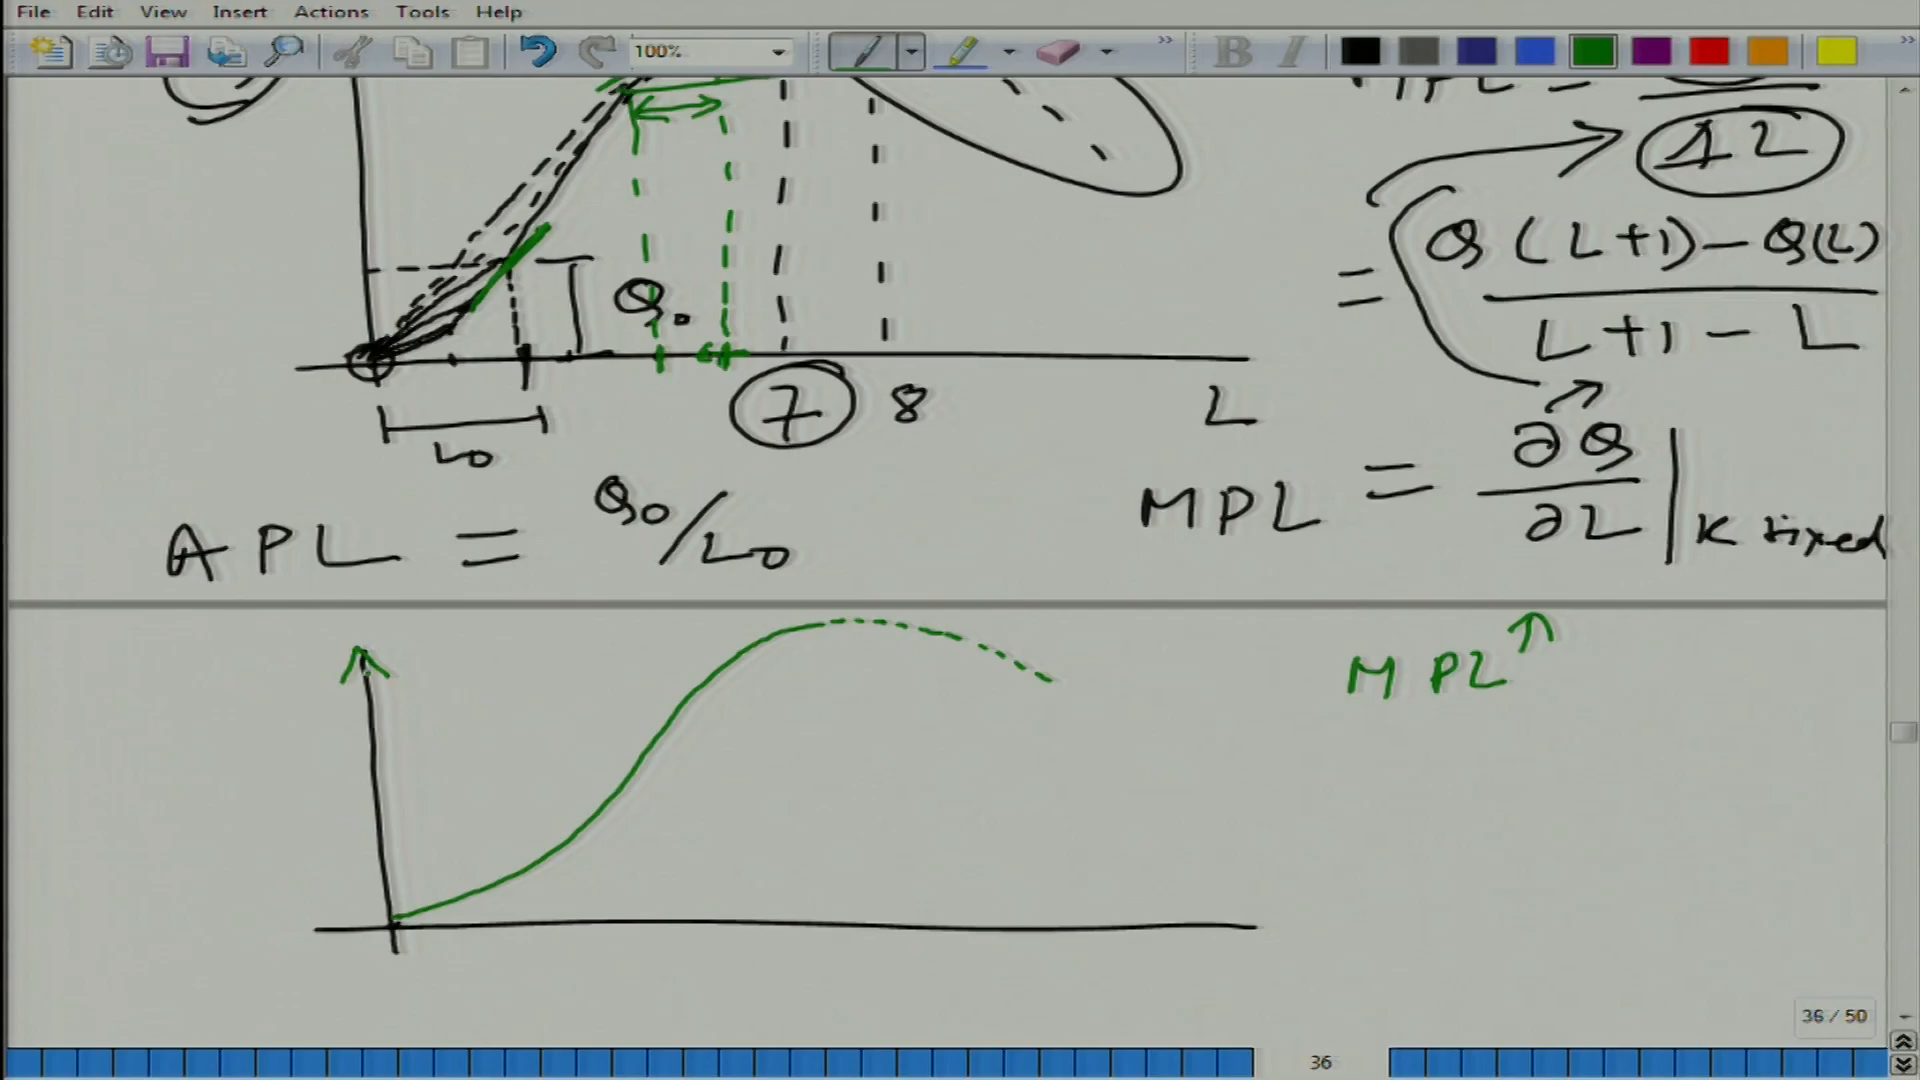 File Edit View Insert Actions Tools Help
100%
B I
ΔL
= Q(L+1) – Q(L)
L+1 – L
Q0
7 8 L
L0
APL = Q0/L0
MPL = ∂Q/∂L | K fixed
MPL ↑
36 / 50
36